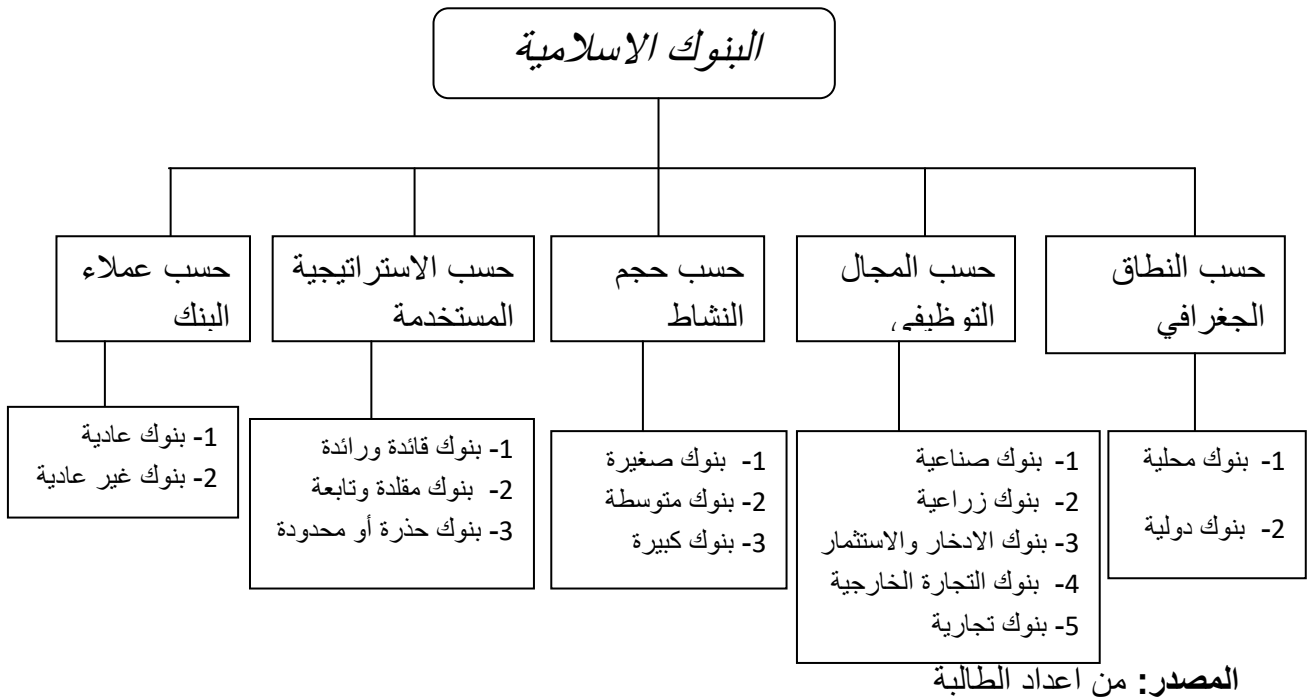 البنوك الاسلامية
حسب النطاق
الجغرافي
حسب المجال
التوظيفي
حسب حجم
النشاط
حسب الاستراتيجية
المستخدمة
حسب عملاء
البنك
1- بنوك محلية
2- بنوك دولية
1- بنوك صناعية
2- بنوك زراعية
3- بنوك الادخار والاستثمار
4- بنوك التجارة الخارجية
5- بنوك تجارية
1- بنوك صغيرة
2- بنوك متوسطة
3- بنوك كبيرة
1- بنوك قائدة ورائدة
2- بنوك مقلدة وتابعة
3- بنوك حذرة أو محدودة
1- بنوك عادية
2- بنوك غير عادية
المصدر: من اعداد الطالبة